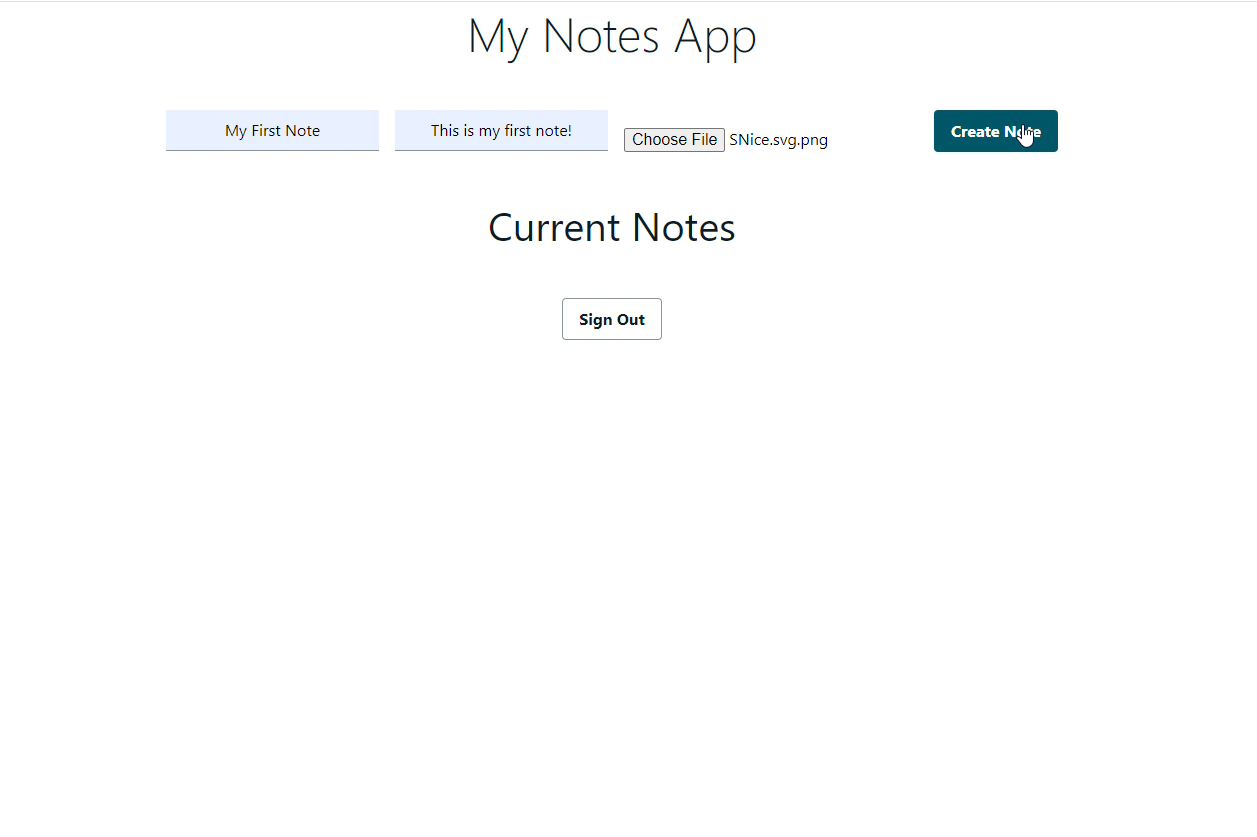 My Notes App
My First Note
This is my first note!
Choose File SNice.svg.png
Create Note
Current Notes
Sign Out